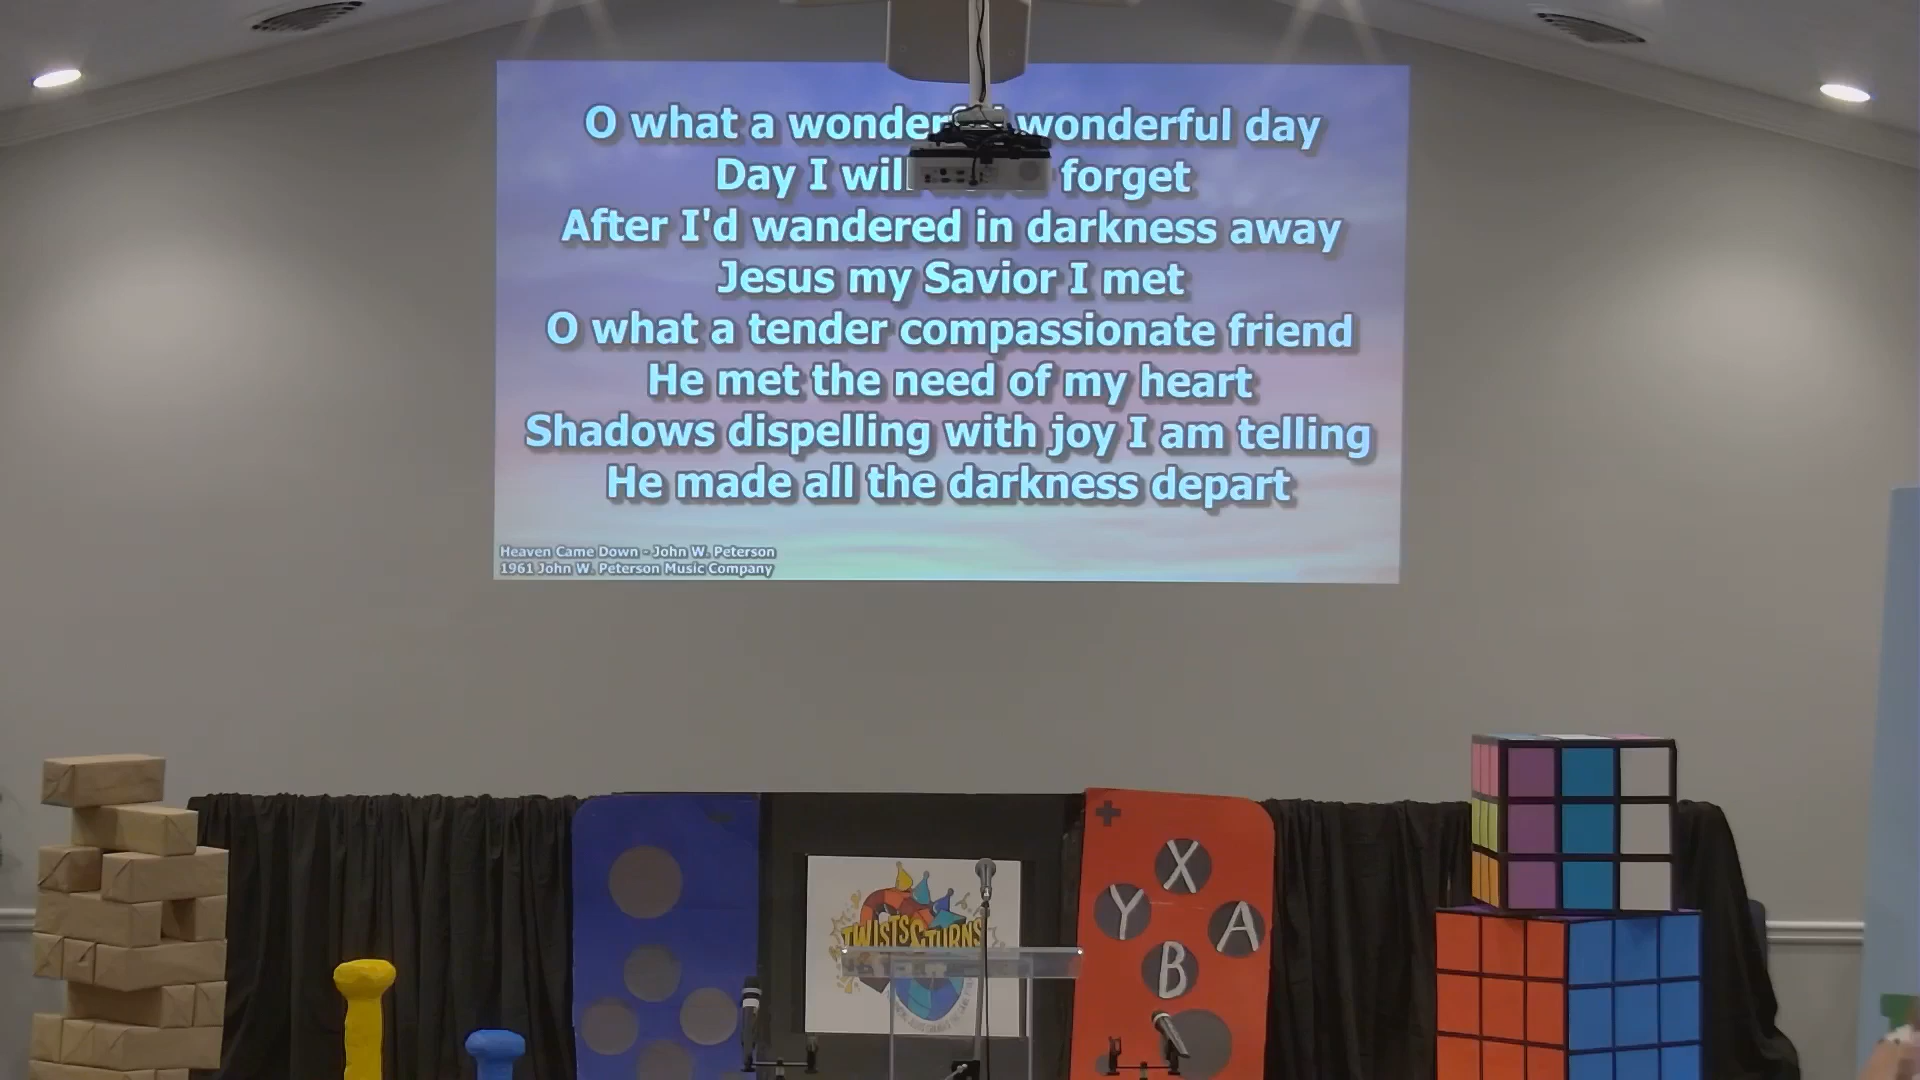 O what a wonderful wonderful day
Day I will forget
After I'd wandered in darkness away
Jesus my Savior I met
O what a tender compassionate friend
He met the need of my heart
Shadows dispelling with joy I am telling
He made all the darkness depart
Heaven Came Down - John W. Peterson
1961 John W. Peterson Music Company
TWISTS & TURNS
X
Y A
B